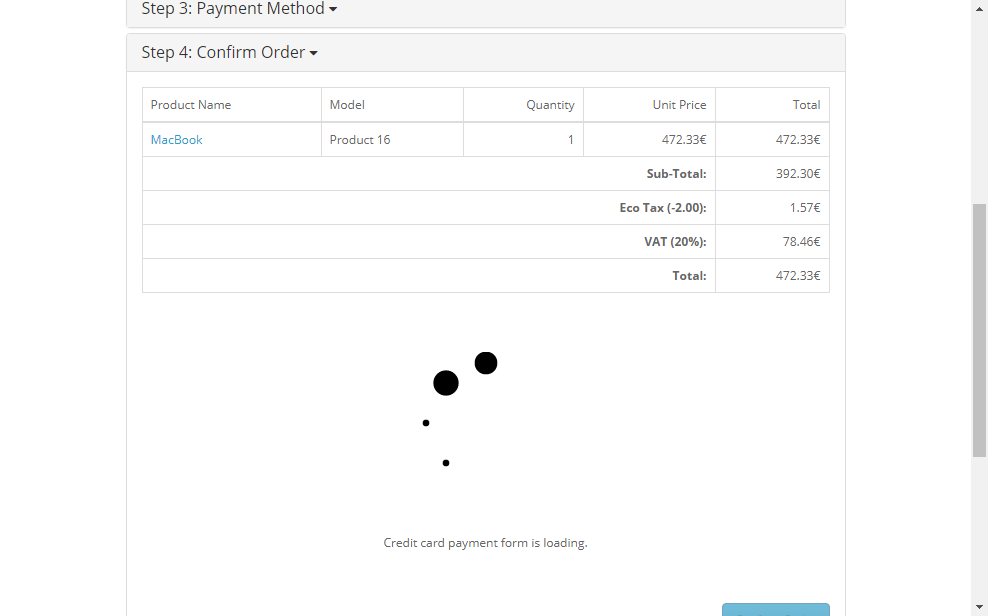 Step 3: Payment Method
Step 4: Confirm Order
Product Name Model Quantity Unit Price Total
MacBook Product 16 1 472.33€ 472.33€
Sub-Total: 392.30€
Eco Tax (-2.00): 1.57€
VAT (20%): 78.46€
Total: 472.33€
Credit card payment form is loading.